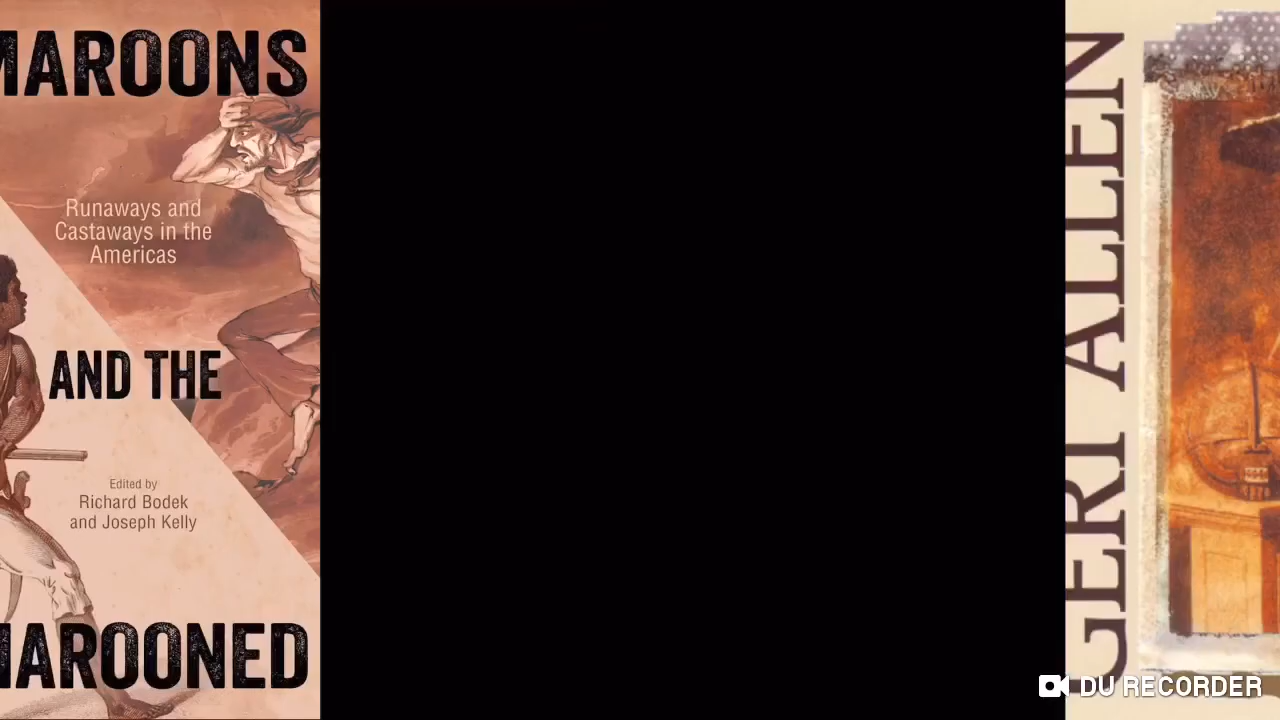 MAROONS
Runaways and
Castaways in the
Americas
AND THE
Edited by
Richard Bodek
and Joseph Kelly
MAROONED
GERI ALLEN
DU RECORDER